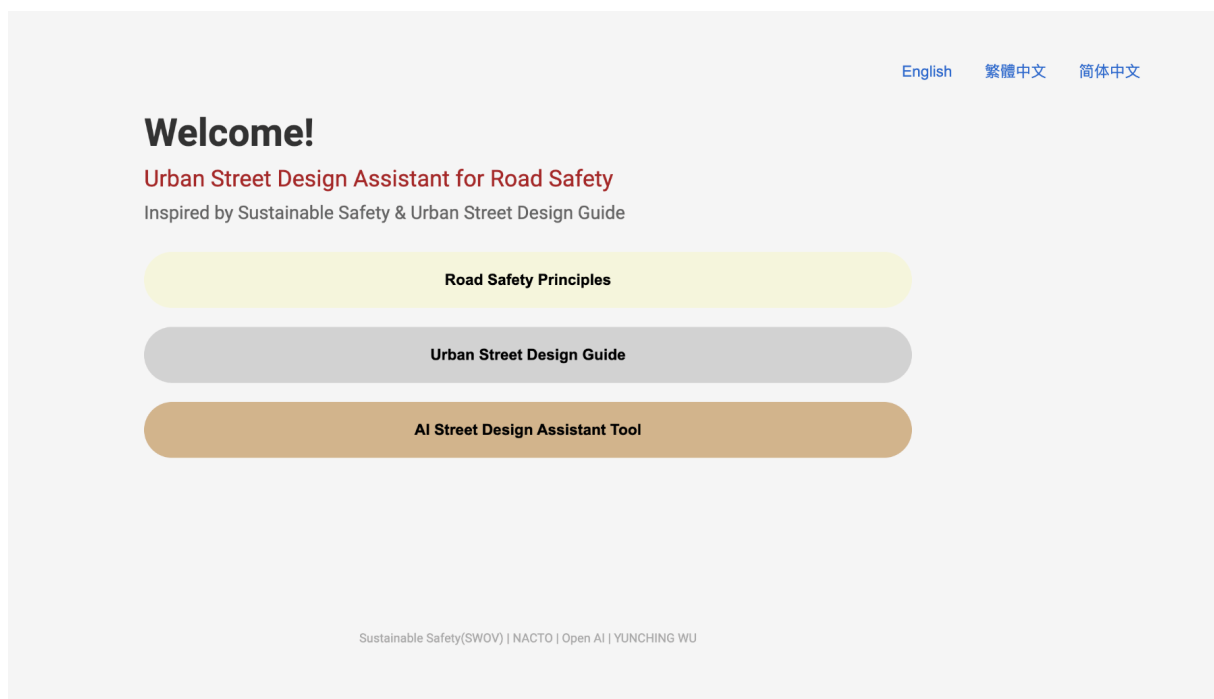 English 繁體中文 简体中文
Welcome!
Urban Street Design Assistant for Road Safety
Inspired by Sustainable Safety & Urban Street Design Guide
Road Safety Principles
Urban Street Design Guide
AI Street Design Assistant Tool
Sustainable Safety(SWOV) | NACTO | Open AI | YUNCHING WU